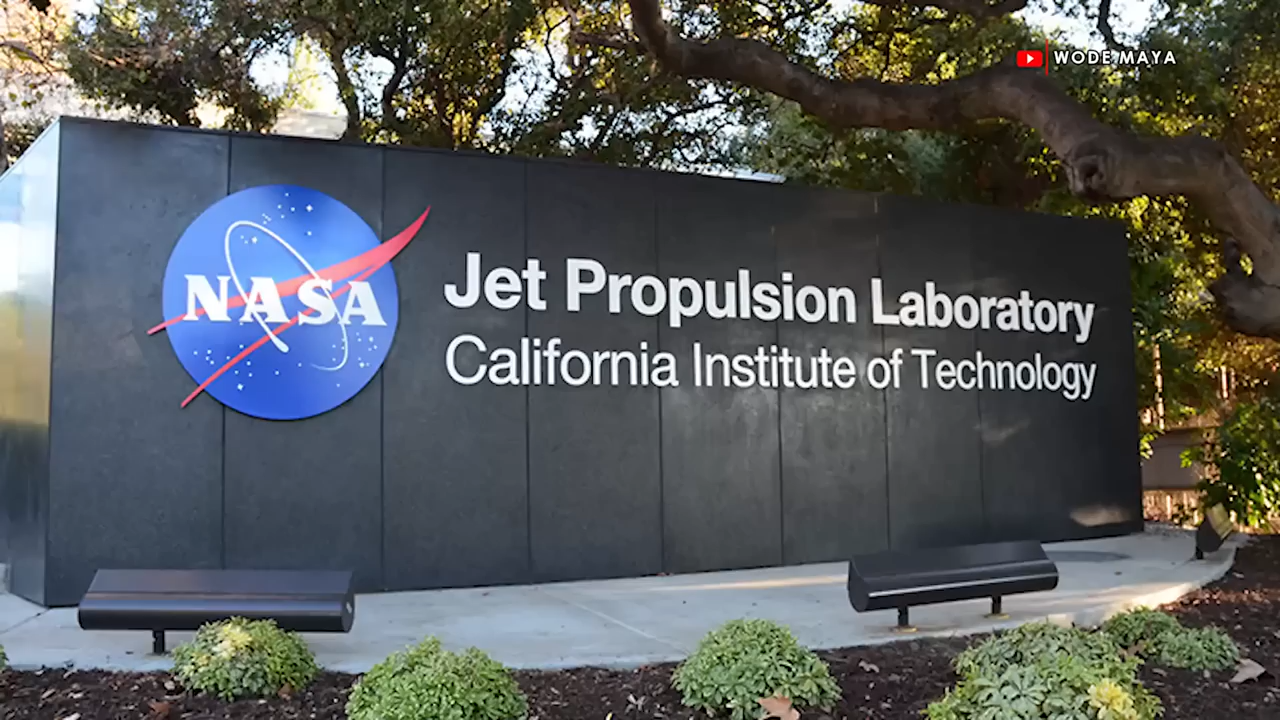 WODE MAYA
NASA
Jet Propulsion Laboratory
California Institute of Technology